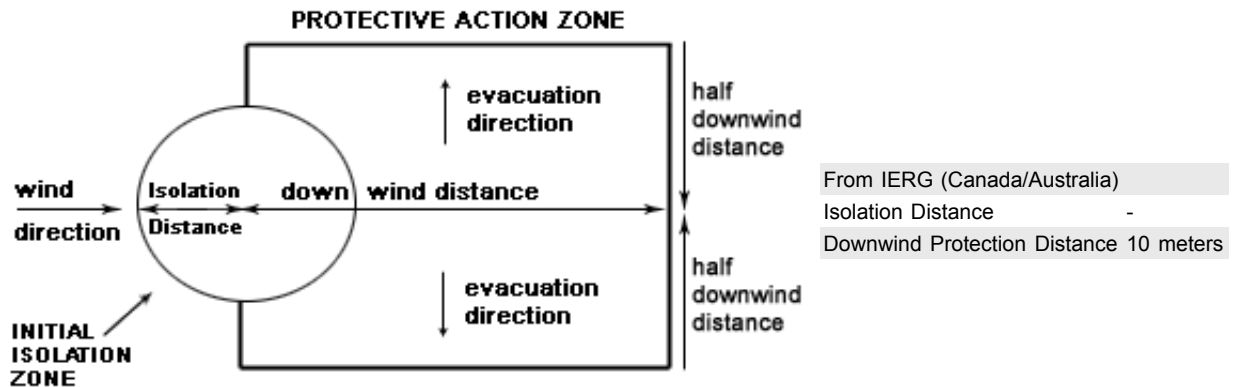 PROTECTIVE ACTION ZONE
evacuation
direction
half
downwind
distance
wind
direction
Isolation
Distance
down wind distance
evacuation
direction
half
downwind
distance
INITIAL
ISOLATION
ZONE
From IERG (Canada/Australia)
Isolation Distance -
Downwind Protection Distance 10 meters